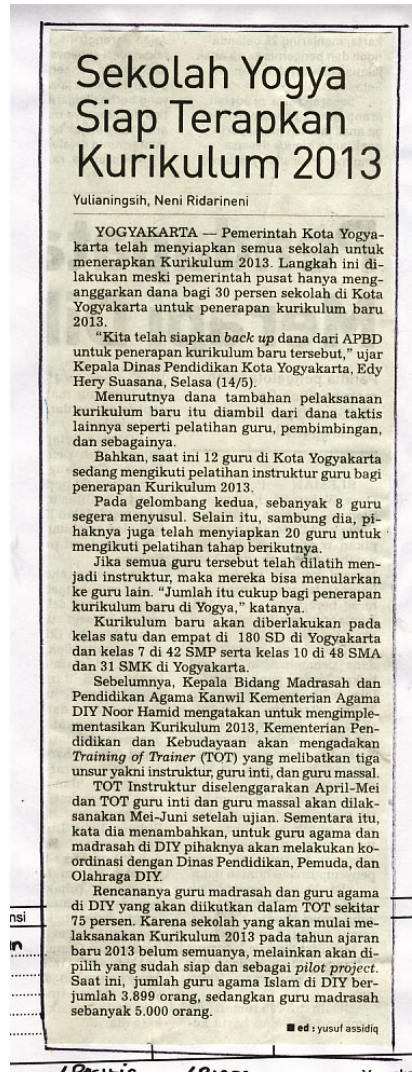 Sekolah Yogya
Siap Terapkan
Kurikulum 2013
Yulianingsih, Neni Ridarineni
YOGYAKARTA — Pemerintah Kota Yogya-
karta telah menyiapkan semua sekolah untuk
menerapkan Kurikulum 2013. Langkah ini di-
lakukan meski pemerintah pusat hanya meng-
anggarkan dana bagi 30 persen sekolah di Kota
Yogyakarta untuk penerapan kurikulum baru
2013.
"Kita telah siapkan back up dana dari APBD
untuk penerapan kurikulum baru tersebut," ujar
Kepala Dinas Pendidikan Kota Yogyakarta, Edy
Hery Suasana, Selasa (14/5).
Menurutnya dana tambahan pelaksanaan
kurikulum baru itu diambil dari dana taktis
lainnya seperti pelatihan guru, pembimbingan,
dan sebagainya.
Bahkan, saat ini 12 guru di Kota Yogyakarta
sedang mengikuti pelatihan instruktur guru bagi
penerapan Kurikulum 2013.
Pada gelombang kedua, sebanyak 8 guru
segera menyusul. Selain itu, sambung dia, pi-
haknya juga telah menyiapkan 20 guru untuk
mengikuti pelatihan tahap berikutnya.
Jika semua guru tersebut telah dilatih men-
jadi instruktur, maka mereka bisa menularkan
ke guru lain. "Jumlah itu cukup bagi penerapan
kurikulum baru di Yogya," katanya.
Kurikulum baru akan diberlakukan pada
kelas satu dan empat di 180 SD di Yogyakarta
dan kelas 7 di 42 SMP serta kelas 10 di 48 SMA
dan 31 SMK di Yogyakarta.
Sebelumnya, Kepala Bidang Madrasah dan
Pendidikan Agama Kanwil Kementerian Agama
DIY Noor Hamid mengatakan untuk mengimple-
mentasikan Kurikulum 2013, Kementerian Pen-
didikan dan Kebudayaan akan mengadakan
Training of Trainer (TOT) yang melibatkan tiga
unsur yakni instruktur, guru inti, dan guru massal.
TOT Instruktur diselenggarakan April-Mei
dan TOT guru inti dan guru massal akan dilak-
sanakan Mei-Juni setelah ujian. Sementara itu,
kata dia menambahkan, untuk guru agama dan
madrasah di DIY pihaknya akan melakukan ko-
ordinasi dengan Dinas Pendidikan, Pemuda, dan
Olahraga DIY.
Rencananya guru madrasah dan guru agama
di DIY yang akan diikutkan dalam TOT sekitar
75 persen. Karena sekolah yang akan mulai me-
laksanakan Kurikulum 2013 pada tahun ajaran
baru 2013 belum semuanya, melainkan akan di-
pilih yang sudah siap dan sebagai pilot project.
Saat ini, jumlah guru agama Islam di DIY ber-
jumlah 3.899 orang, sedangkan guru madrasah
sebanyak 5.000 orang.
■ ed : yusuf assidiq
nsi